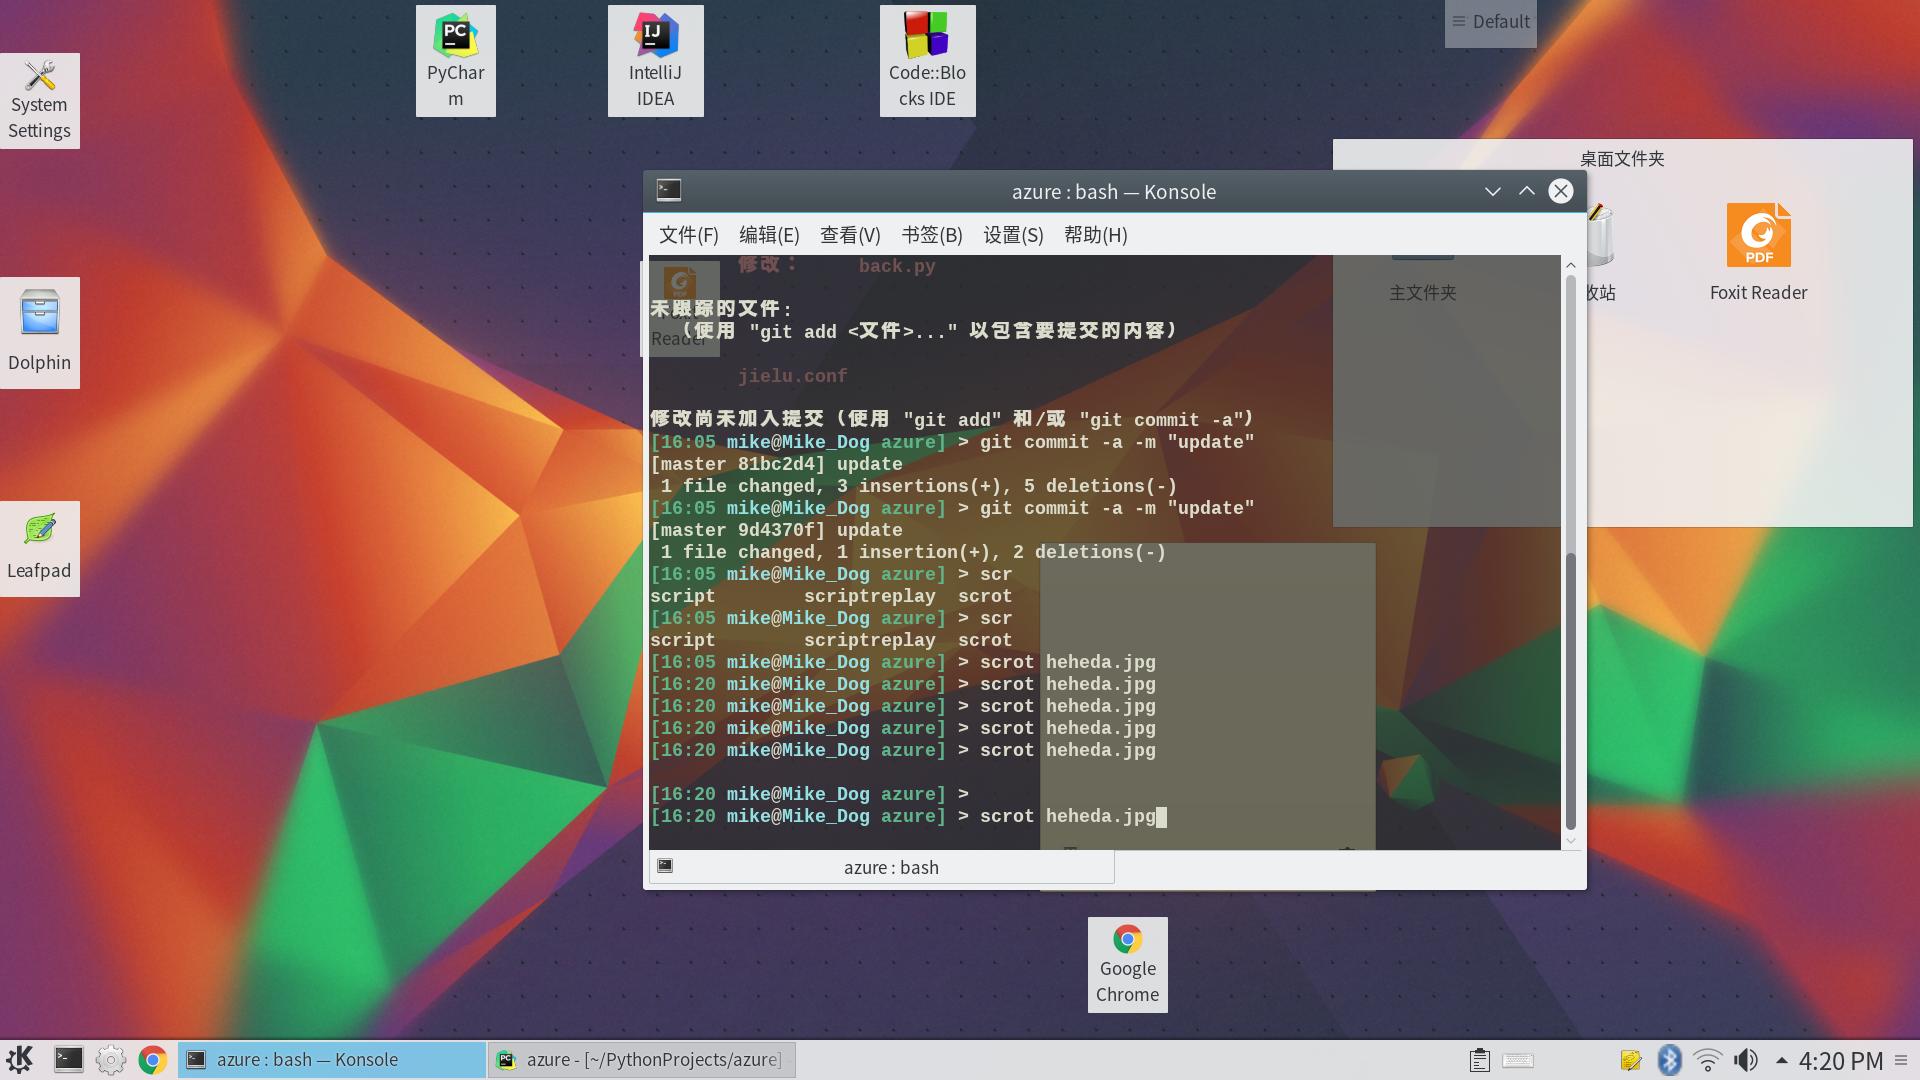 PyChar
m
IntelliJ
IDEA
Code::Blo
cks IDE
Default
System
Settings
Dolphin
Leafpad
桌面文件夹
主文件夹
收站
PDF
Foxit Reader
azure : bash — Konsole
文件(F) 编辑(E) 查看(V) 书签(B) 设置(S) 帮助(H)
修改： back.py
未跟踪的文件:
（使用 "git add <文件>..." 以包含要提交的内容）
Reader
jielu.conf
修改尚未加入提交（使用 "git add" 和/或 "git commit -a"）
[16:05 mike@Mike_Dog azure] > git commit -a -m "update"
[master 81bc2d4] update
1 file changed, 3 insertions(+), 5 deletions(-)
[16:05 mike@Mike_Dog azure] > git commit -a -m "update"
[master 9d4370f] update
1 file changed, 1 insertion(+), 2 deletions(-)
[16:05 mike@Mike_Dog azure] > scr
script scriptreplay scrot
[16:05 mike@Mike_Dog azure] > scr
script scriptreplay scrot
[16:05 mike@Mike_Dog azure] > scrot heheda.jpg
[16:20 mike@Mike_Dog azure] > scrot heheda.jpg
[16:20 mike@Mike_Dog azure] > scrot heheda.jpg
[16:20 mike@Mike_Dog azure] > scrot heheda.jpg
[16:20 mike@Mike_Dog azure] > scrot heheda.jpg
[16:20 mike@Mike_Dog azure] >
[16:20 mike@Mike_Dog azure] > scrot heheda.jpg
azure : bash
Google
Chrome
azure : bash — Konsole
azure - [~/PythonProjects/azure]
4:20 PM